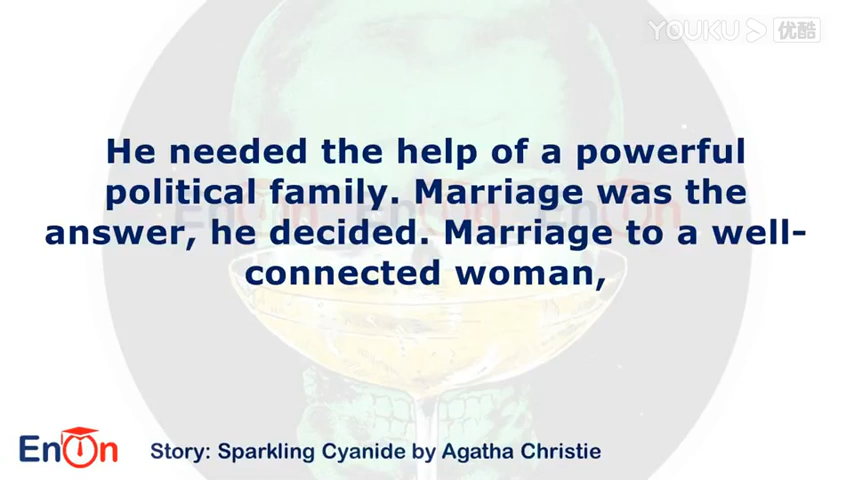 YOUKU 优酷
He needed the help of a powerful
political family. Marriage was the
answer, he decided. Marriage to a well-
connected woman,
EnOn
Story: Sparkling Cyanide by Agatha Christie